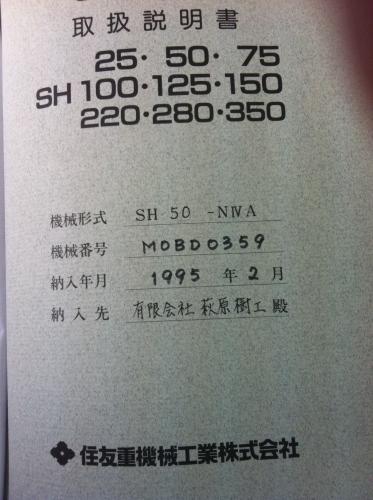 取扱説明書
25・50・75
SH 100・125・150
220・280・350
機械形式 SH 50 -NⅣA
機械番号 MOBD0359
納入年月 1995 年 2 月
納入先 有限会社 萩原樹工 殿
住友重機械工業株式会社